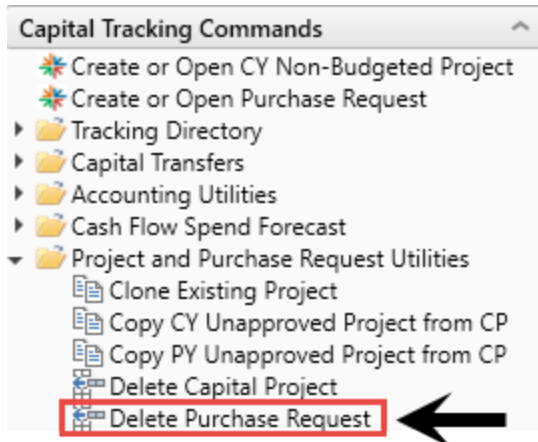 Capital Tracking Commands
Create or Open CY Non-Budgeted Project
Create or Open Purchase Request
Tracking Directory
Capital Transfers
Accounting Utilities
Cash Flow Spend Forecast
Project and Purchase Request Utilities
Clone Existing Project
Copy CY Unapproved Project from CP
Copy PY Unapproved Project from CP
Delete Capital Project
Delete Purchase Request